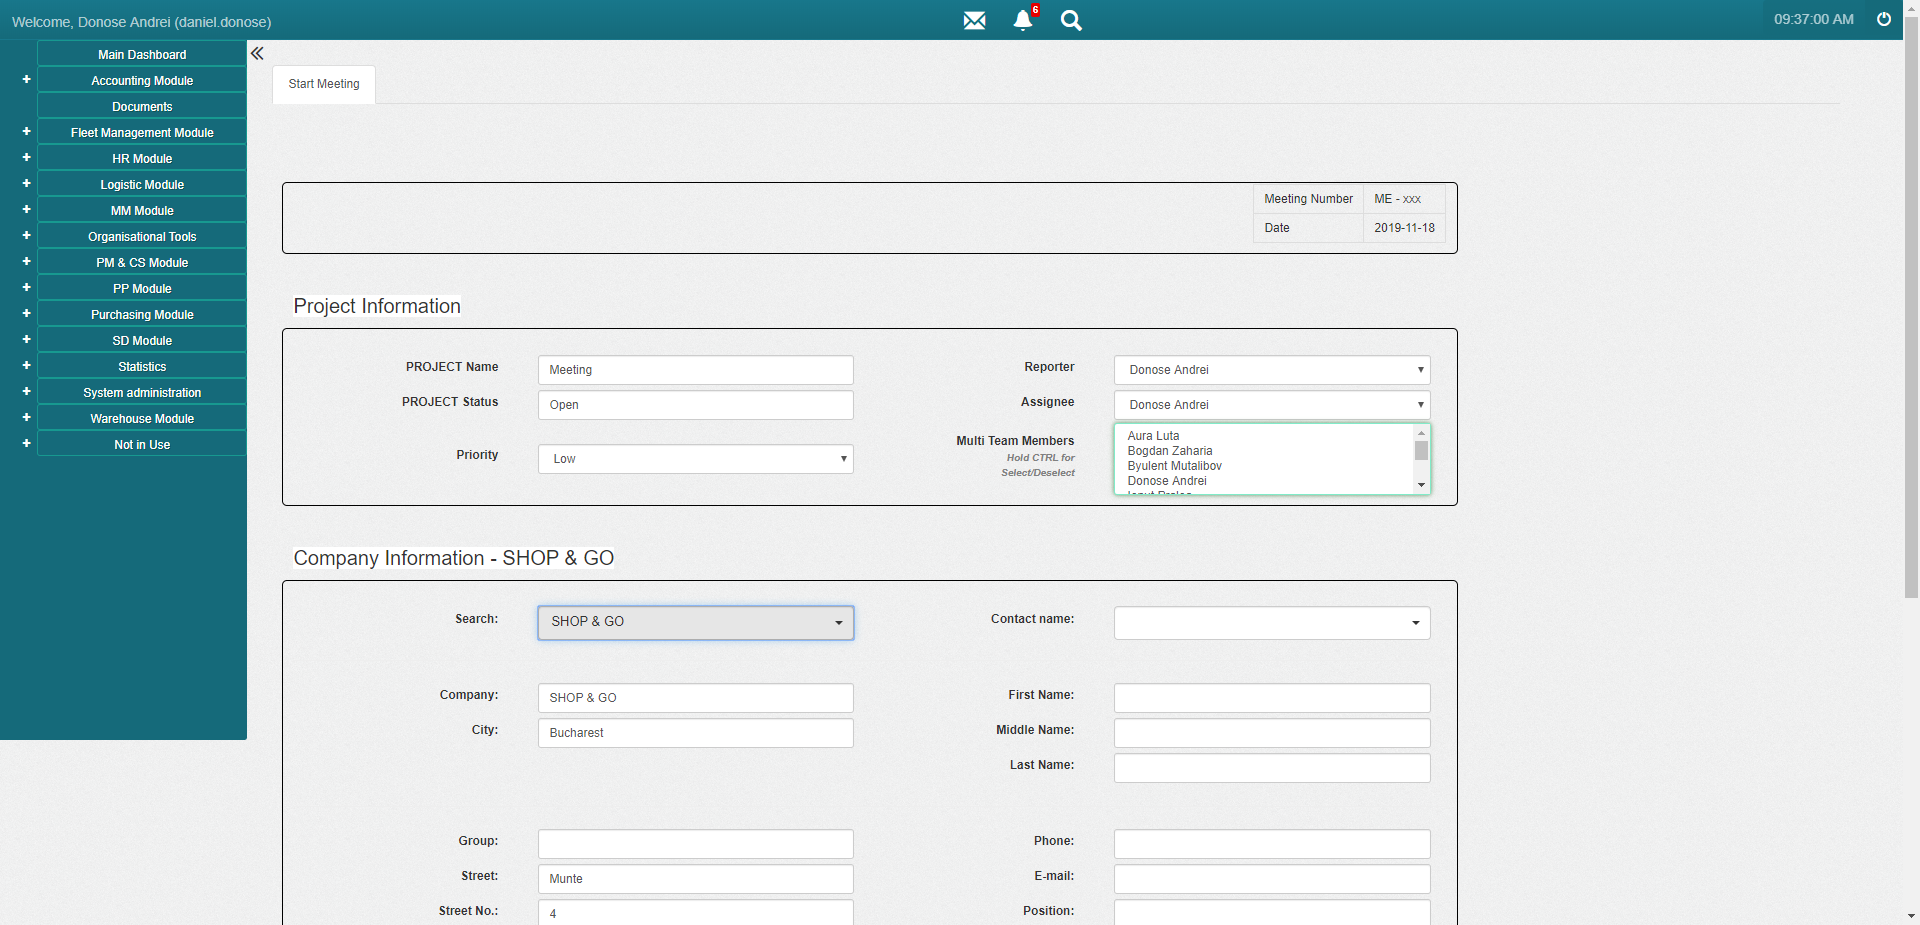 Welcome, Donose Andrei (daniel.donose)
6
09:37:00 AM
Main Dashboard
Accounting Module
Documents
Fleet Management Module
HR Module
Logistic Module
MM Module
Organisational Tools
PM & CS Module
PP Module
Purchasing Module
SD Module
Statistics
System administration
Warehouse Module
Not in Use
Start Meeting
Meeting Number ME - xxx
Date 2019-11-18
Project Information
PROJECT Name Meeting
Reporter Donose Andrei
PROJECT Status Open
Assignee Donose Andrei
Priority Low
Multi Team Members
Hold CTRL for
Select/Deselect
Aura Luta
Bogdan Zaharia
Byulent Mutalibov
Donose Andrei
Company Information - SHOP & GO
Search: SHOP & GO
Contact name:
Company: SHOP & GO
First Name:
City: Bucharest
Middle Name:
Last Name:
Group:
Phone:
Street: Munte
E-mail:
Street No.: 4
Position: